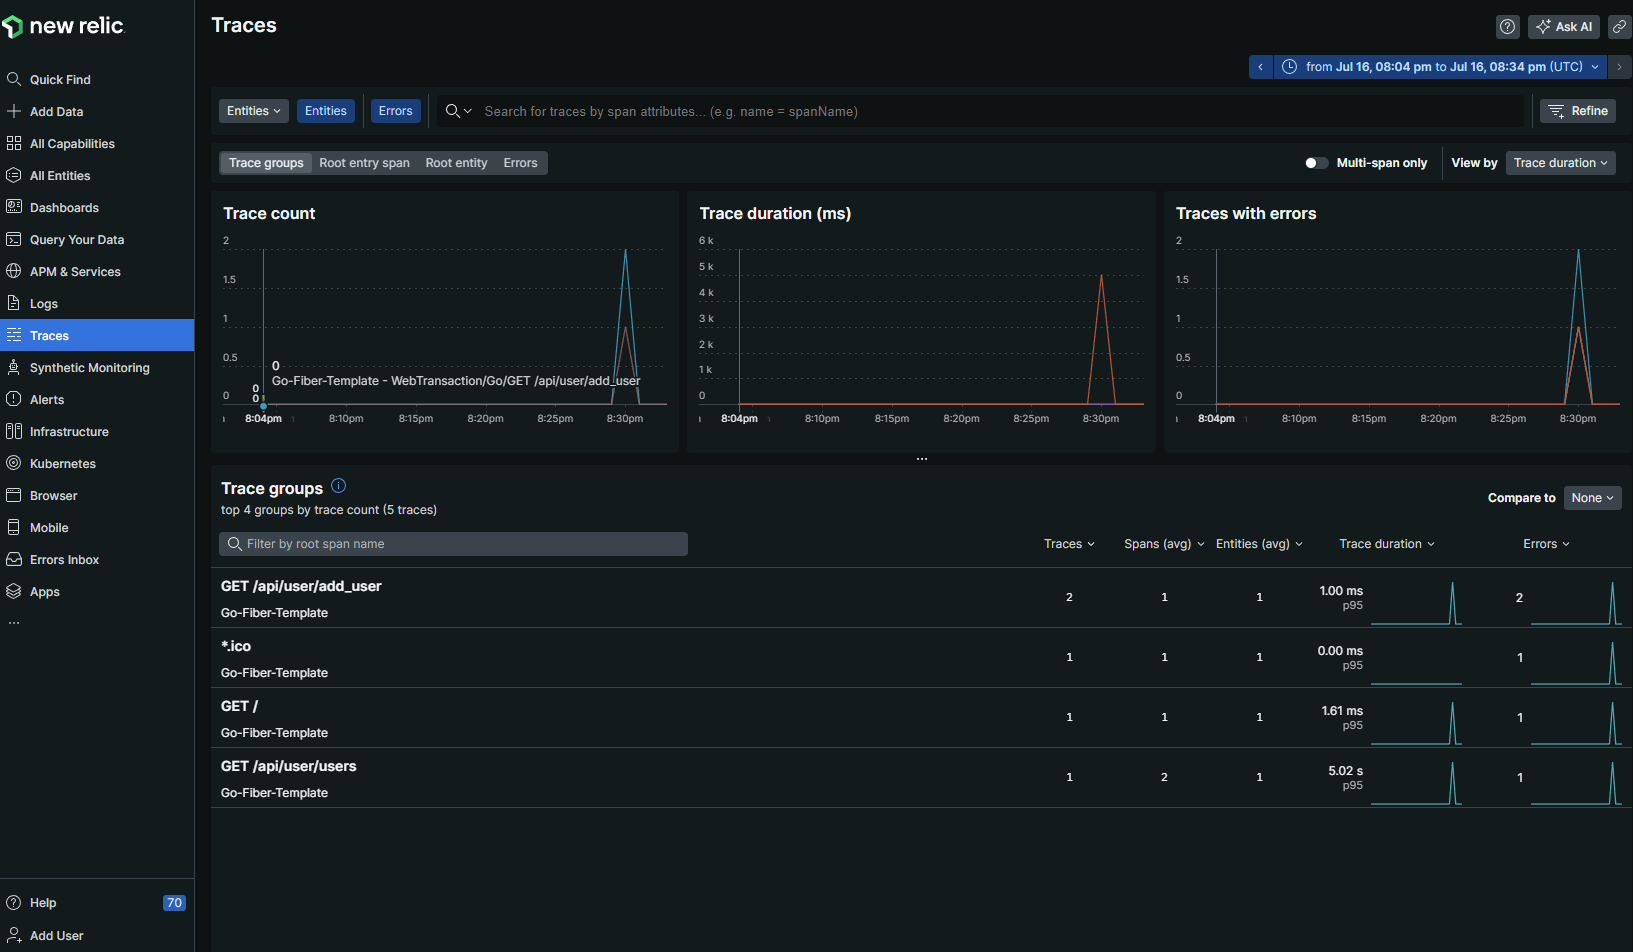 new relic
Traces
Ask AI
from Jul 16, 08:04 pm to Jul 16, 08:34 pm (UTC)
Quick Find
Add Data
All Capabilities
All Entities
Dashboards
Query Your Data
APM & Services
Logs
Traces
Synthetic Monitoring
Alerts
Infrastructure
Kubernetes
Browser
Mobile
Errors Inbox
Apps
...
Help 70
Add User
Entities Entities Errors Search for traces by span attributes... (e.g. name = spanName) Refine
Trace groups Root entry span Root entity Errors Multi-span only View by Trace duration
Trace count
2
1.5
1
0.5
0
0
Go-Fiber-Template - WebTransaction/Go/GET /api/user/add_user
0
0
8:04pm 8:10pm 8:15pm 8:20pm 8:25pm 8:30pm
Trace duration (ms)
6 k
5 k
4 k
3 k
2 k
1 k
0
8:04pm 8:10pm 8:15pm 8:20pm 8:25pm 8:30pm
Traces with errors
2
1.5
1
0.5
0
8:04pm 8:10pm 8:15pm 8:20pm 8:25pm 8:30pm
...
Trace groups
top 4 groups by trace count (5 traces)
Compare to None
Filter by root span name
Traces Spans (avg) Entities (avg) Trace duration Errors
GET /api/user/add_user
Go-Fiber-Template
2 1 1 1.00 ms 2
p95
*.ico
Go-Fiber-Template
1 1 1 0.00 ms 1
p95
GET /
Go-Fiber-Template
1 1 1 1.61 ms 1
p95
GET /api/user/users
Go-Fiber-Template
1 2 1 5.02 s 1
p95